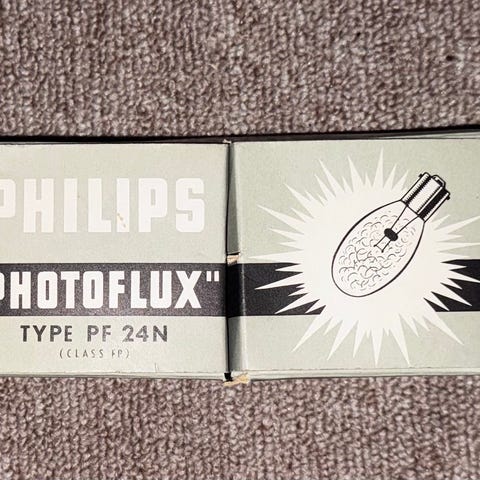 PHILIPS
PHOTOFLUX"
TYPE PF 24N
(CLASS FP)